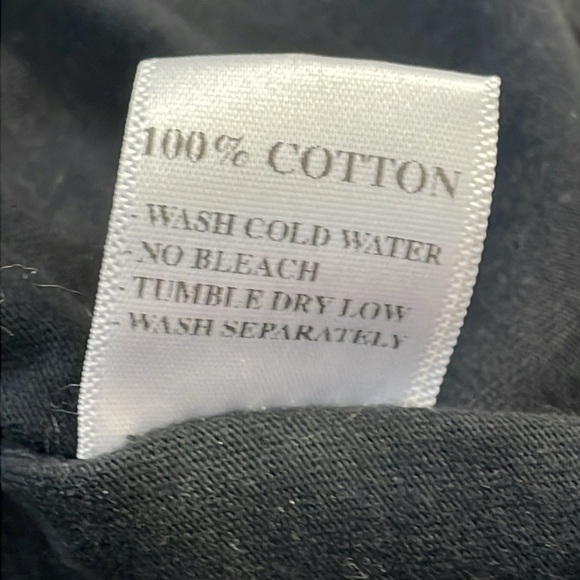 100% COTTON
- WASH COLD WATER
- NO BLEACH
- TUMBLE DRY LOW
- WASH SEPARATELY